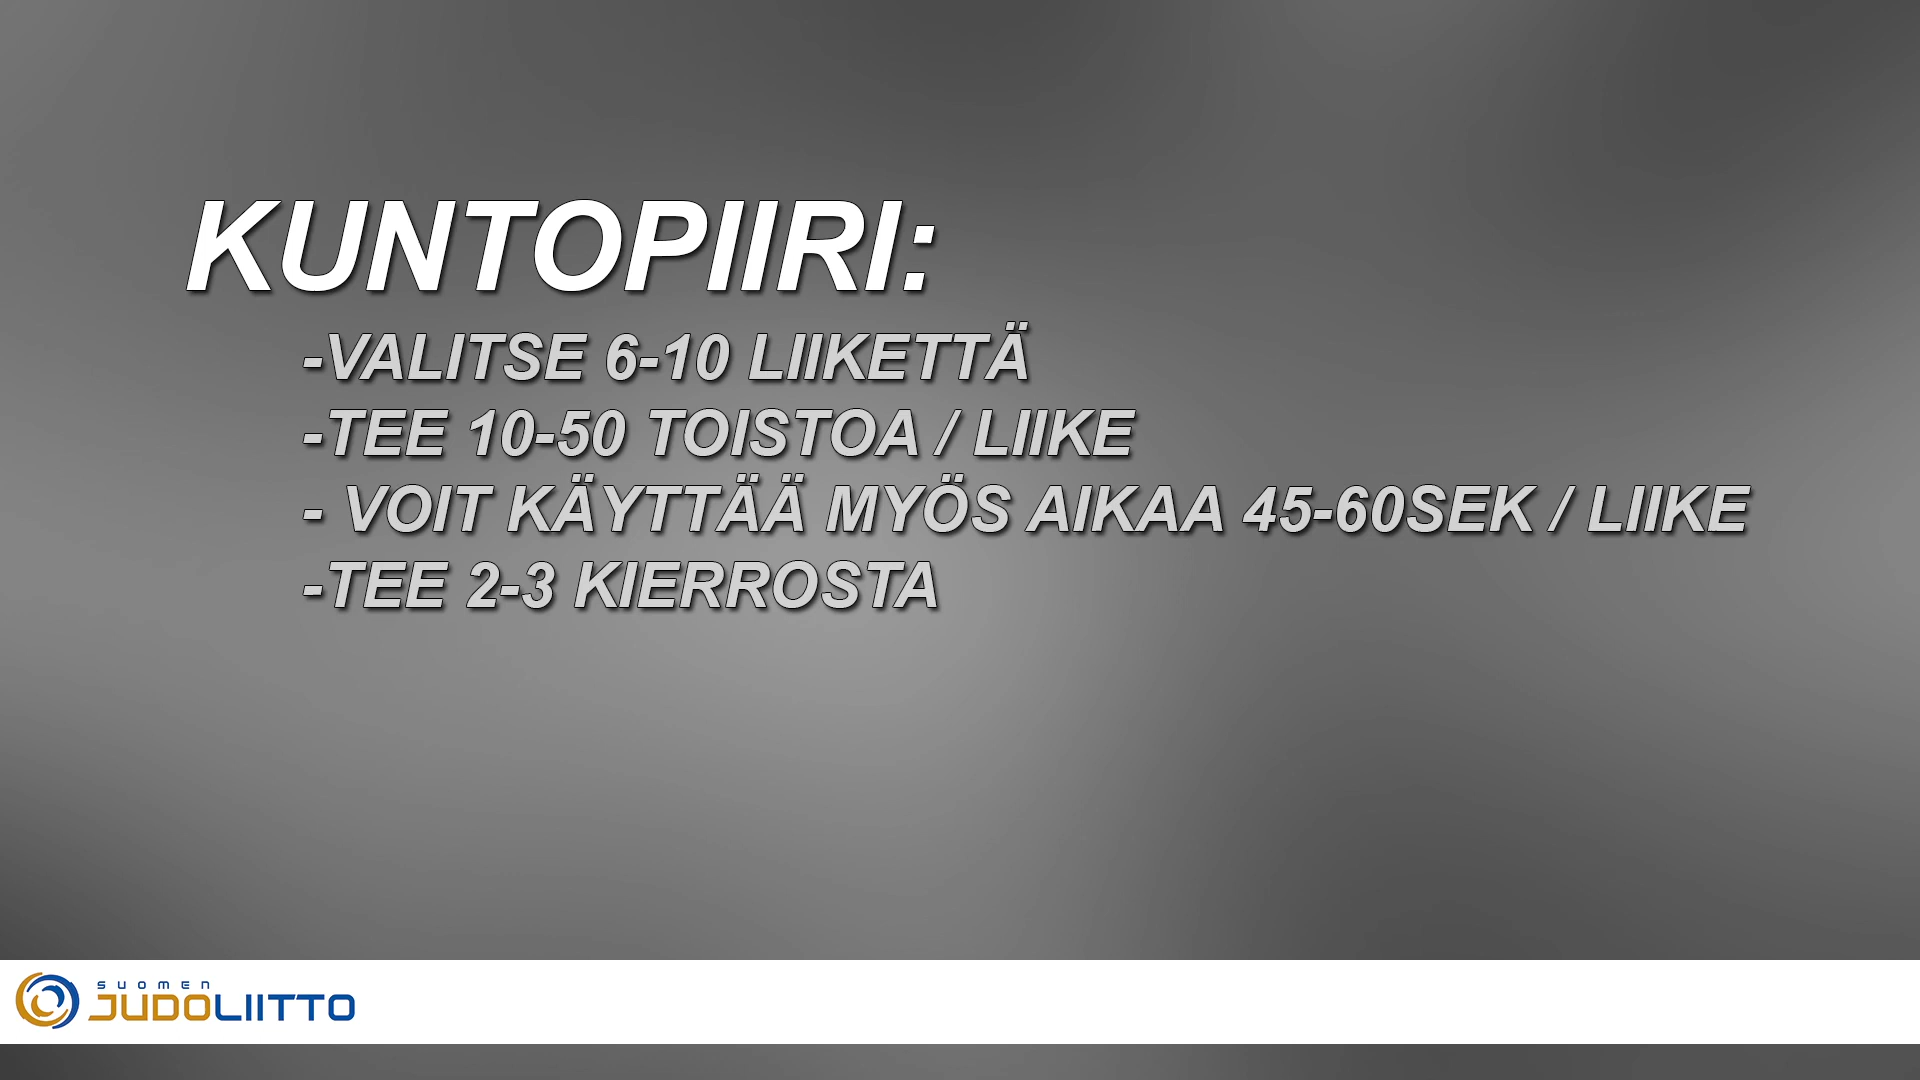 KUNTOPIIRI:
-VALITSE 6-10 LIIKETTÄ
-TEE 10-50 TOISTOA / LIIKE
- VOIT KÄYTTÄÄ MYÖS AIKAA 45-60SEK / LIIKE
-TEE 2-3 KIERROSTA
SUOMEN
JUDOLIITTO